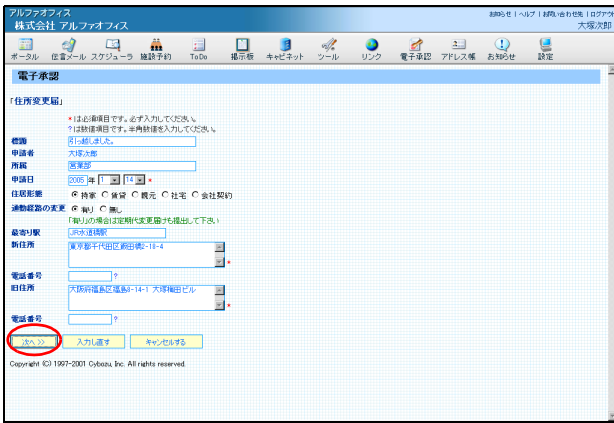 アルファオフィス
お知らせ | ヘルプ | お問い合わせ先 | ログアウト
株式会社 アルファオフィス
大塚次郎
ポータル 伝言メール スケジューラ 施設予約 ToDo 掲示板 キャビネット ツール リンク 電子承認 アドレス帳 お知らせ 設定
電子承認
「住所変更届」
*は必須項目です。必ず入力してください。
?は数値項目です。半角数値を入力してください。
標題 引っ越しました。
申請者 大塚次郎
所属 営業部
申請日 2005 年 1 14 *
住居形態 持家 賃貸 親元 社宅 会社契約
通勤経路の変更 有り 無し
「有り」の場合は定期代変更届けも提出して下さい
最寄り駅 JR水道橋駅
新住所 東京都千代田区飯田橋2-18-4
*
電話番号 ?
旧住所 大阪府福島区福島8-14-1 大塚梅田ビル
*
電話番号 ?
次へ >> 入力し直す キャンセルする
Copyright (C) 1997-2001 Cybozu, Inc. All rights reserved.